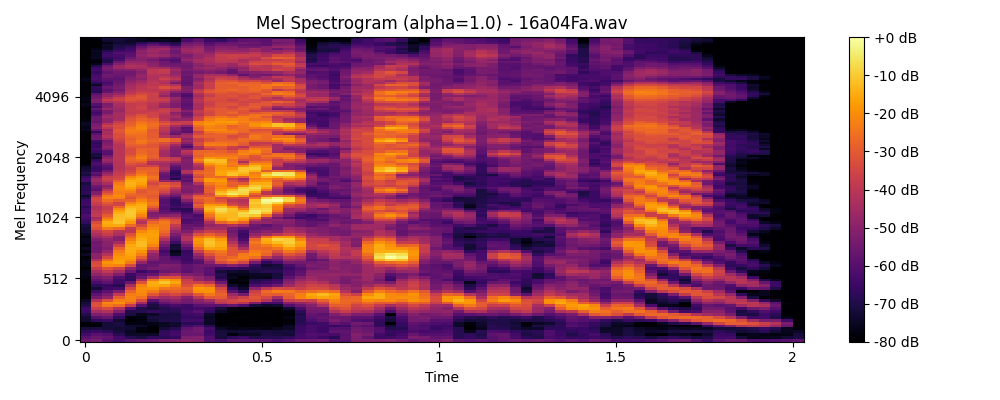 Mel Spectrogram (alpha=1.0) - 16a04Fa.wav
Mel Frequency
4096
2048
1024
512
0
0
0.5
1
1.5
2
Time
+0 dB
-10 dB
-20 dB
-30 dB
-40 dB
-50 dB
-60 dB
-70 dB
-80 dB